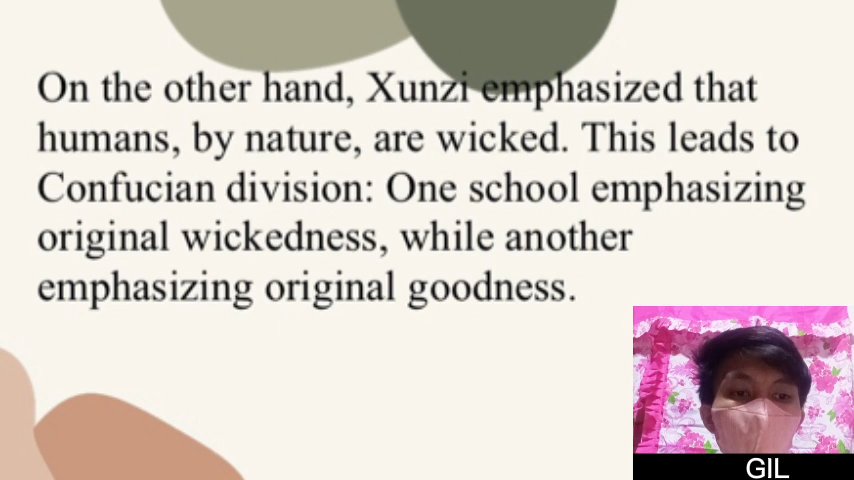 On the other hand, Xunzi emphasized that
humans, by nature, are wicked. This leads to
Confucian division: One school emphasizing
original wickedness, while another
emphasizing original goodness.
GIL